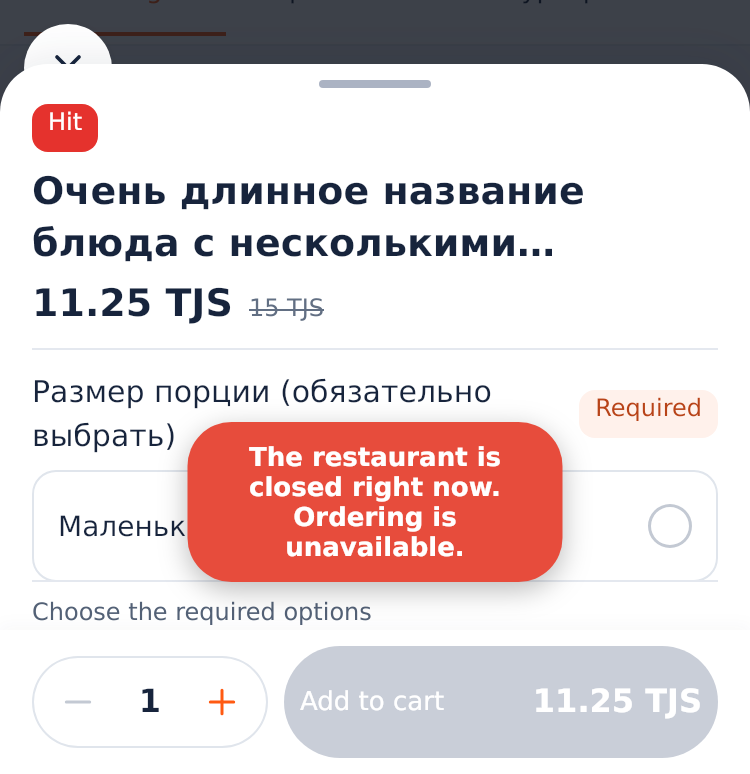 Hit
Очень длинное название
блюда с несколькими…
11.25 TJS 15 TJS
Размер порции (обязательно
выбрать)
Required
The restaurant is
closed right now.
Ordering is
unavailable.
Choose the required options
1
Add to cart 11.25 TJS